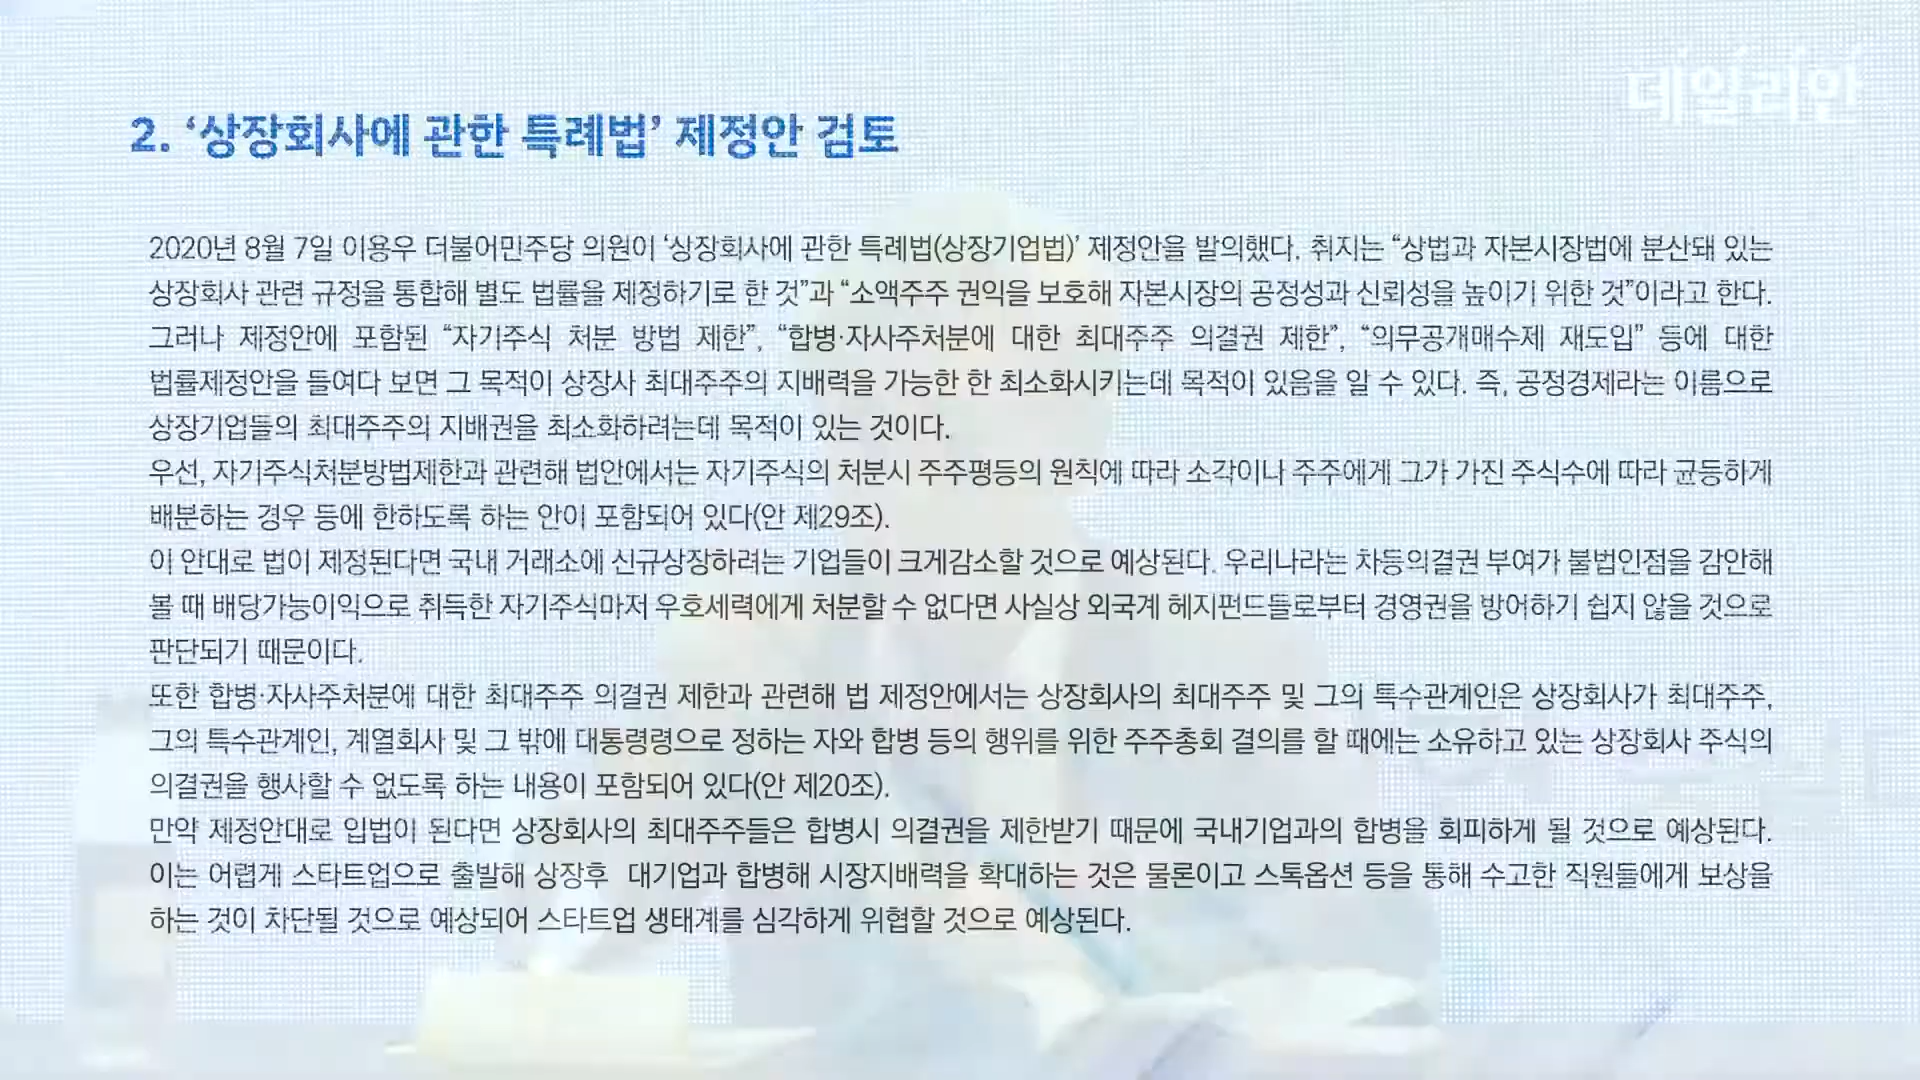 데일리안
2. ‘상장회사에 관한 특례법’ 제정안 검토
2020년 8월 7일 이용우 더불어민주당 의원이 ‘상장회사에 관한 특례법(상장기업법)’ 제정안을 발의했다. 취지는 “상법과 자본시장법에 분산돼 있는
상장회사 관련 규정을 통합해 별도 법률을 제정하기로 한 것”과 “소액주주 권익을 보호해 자본시장의 공정성과 신뢰성을 높이기 위한 것”이라고 한다.
그러나 제정안에 포함된 “자기주식 처분 방법 제한”, “합병·자사주처분에 대한 최대주주 의결권 제한”, “의무공개매수제 재도입” 등에 대한
법률제정안을 들여다 보면 그 목적이 상장사 최대주주의 지배력을 가능한 한 최소화시키는데 목적이 있음을 알 수 있다. 즉, 공정경제라는 이름으로
상장기업들의 최대주주의 지배권을 최소화하려는데 목적이 있는 것이다.
우선, 자기주식처분방법제한과 관련해 법안에서는 자기주식의 처분시 주주평등의 원칙에 따라 소각이나 주주에게 그가 가진 주식수에 따라 균등하게
배분하는 경우 등에 한하도록 하는 안이 포함되어 있다(안 제29조).
이 안대로 법이 제정된다면 국내 거래소에 신규상장하려는 기업들이 크게감소할 것으로 예상된다. 우리나라는 차등의결권 부여가 불법인점을 감안해
볼 때 배당가능이익으로 취득한 자기주식마저 우호세력에게 처분할 수 없다면 사실상 외국계 헤지펀드들로부터 경영권을 방어하기 쉽지 않을 것으로
판단되기 때문이다.
또한 합병·자사주처분에 대한 최대주주 의결권 제한과 관련해 법 제정안에서는 상장회사의 최대주주 및 그의 특수관계인은 상장회사가 최대주주,
그의 특수관계인, 계열회사 및 그 밖에 대통령령으로 정하는 자와 합병 등의 행위를 위한 주주총회 결의를 할 때에는 소유하고 있는 상장회사 주식의
의결권을 행사할 수 없도록 하는 내용이 포함되어 있다(안 제20조).
만약 제정안대로 입법이 된다면 상장회사의 최대주주들은 합병시 의결권을 제한받기 때문에 국내기업과의 합병을 회피하게 될 것으로 예상된다.
이는 어렵게 스타트업으로 출발해 상장후 대기업과 합병해 시장지배력을 확대하는 것은 물론이고 스톡옵션 등을 통해 수고한 직원들에게 보상을
하는 것이 차단될 것으로 예상되어 스타트업 생태계를 심각하게 위협할 것으로 예상된다.